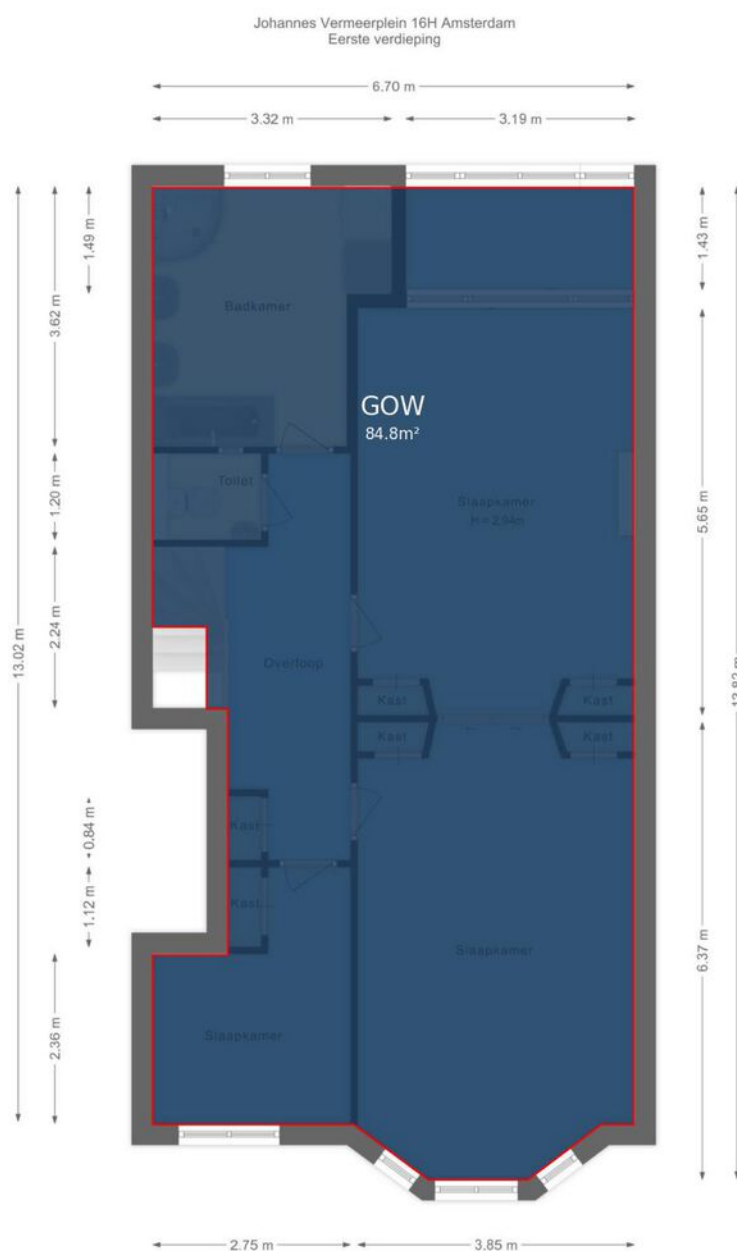 Johannes Vermeerplein 16H Amsterdam
Eerste verdieping
6.70 m
3.32 m
3.19 m
1.49 m
1.43 m
3.62 m
Badkamer
GOW
84.8m²
1.20 m
Toilet
Slaapkamer
H = 2.94m
5.65 m
2.24 m
13.02 m
13.82 m
Overloop
Kast
Kast
Kast
Kast
0.84 m
Kast
1.12 m
Kast
Slaapkamer
6.37 m
2.36 m
Slaapkamer
2.75 m
3.85 m